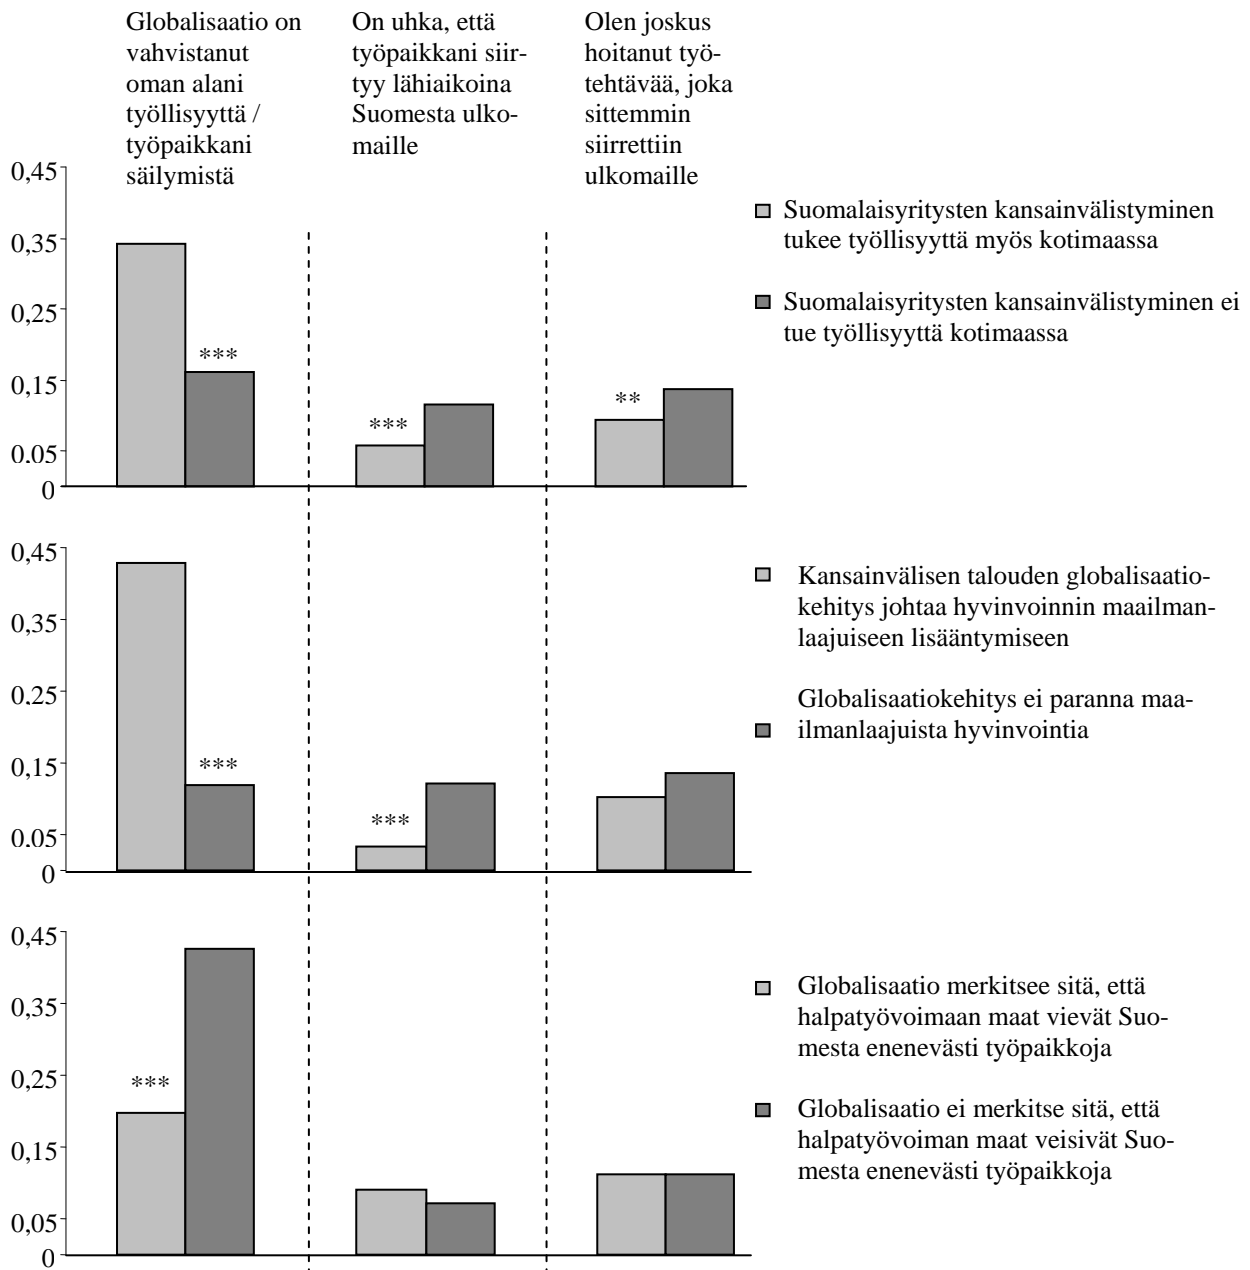 Globalisaatio on
vahvistanut
oman alani
työllisyyttä /
työpaikkani
säilymistä
On uhka, että
työpaikkani siir-
tyy lähiaikoina
Suomesta ulko-
maille
Olen joskus
hoitanut työ-
tehtävää, joka
sittemmin
siirrettiin
ulkomaille
0,45
0,35
0,25
0,15
0.05
0
***
***
**
Suomalaisyritysten kansainvälistyminen
tukee työllisyyttä myös kotimaassa
Suomalaisyritysten kansainvälistyminen ei
tue työllisyyttä kotimaassa
0,45
0,35
0,25
0,15
0.05
0
***
***
Kansainvälisen talouden globalisaatio-
kehitys johtaa hyvinvoinnin maailman-
laajuiseen lisääntymiseen
Globalisaatiokehitys ei paranna maa-
ilmanlaajuista hyvinvointia
0,45
0,35
0,25
0,15
0,05
0
***
Globalisaatio merkitsee sitä, että
halpatyövoimaan maat vievät Suo-
mesta enenevästi työpaikkoja
Globalisaatio ei merkitse sitä, että
halpatyövoiman maat veisivät Suo-
mesta enenevästi työpaikkoja